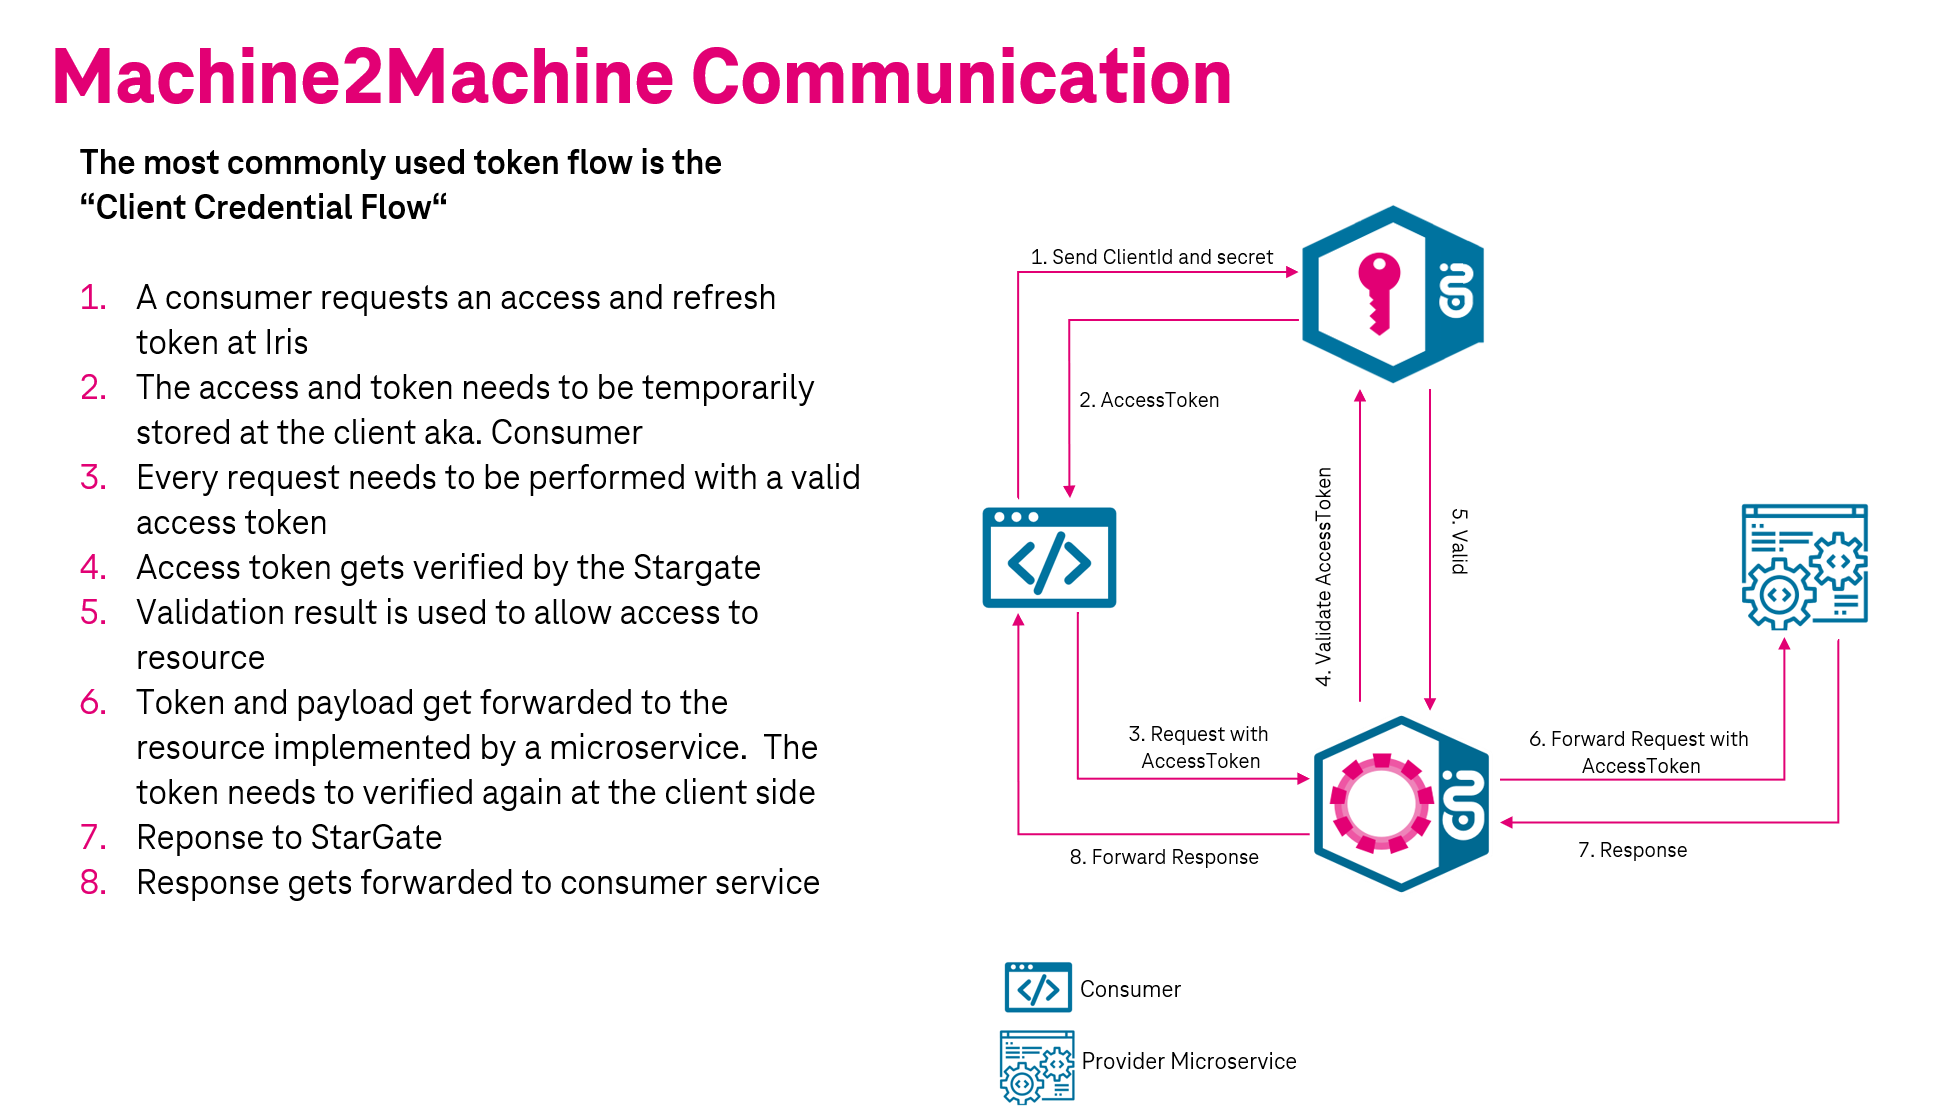 Machine2Machine Communication
The most commonly used token flow is the
“Client Credential Flow“
1. A consumer requests an access and refresh
token at Iris
2. The access and token needs to be temporarily
stored at the client aka. Consumer
3. Every request needs to be performed with a valid
access token
4. Access token gets verified by the Stargate
5. Validation result is used to allow access to
resource
6. Token and payload get forwarded to the
resource implemented by a microservice.  The
token needs to verified again at the client side
7. Reponse to StarGate
8. Response gets forwarded to consumer service
1. Send ClientId and secret
2. AccessToken
4. Validate AccessToken
5. Valid
3. Request with
AccessToken
6. Forward Request with
AccessToken
8. Forward Response
7. Response
Consumer
Provider Microservice